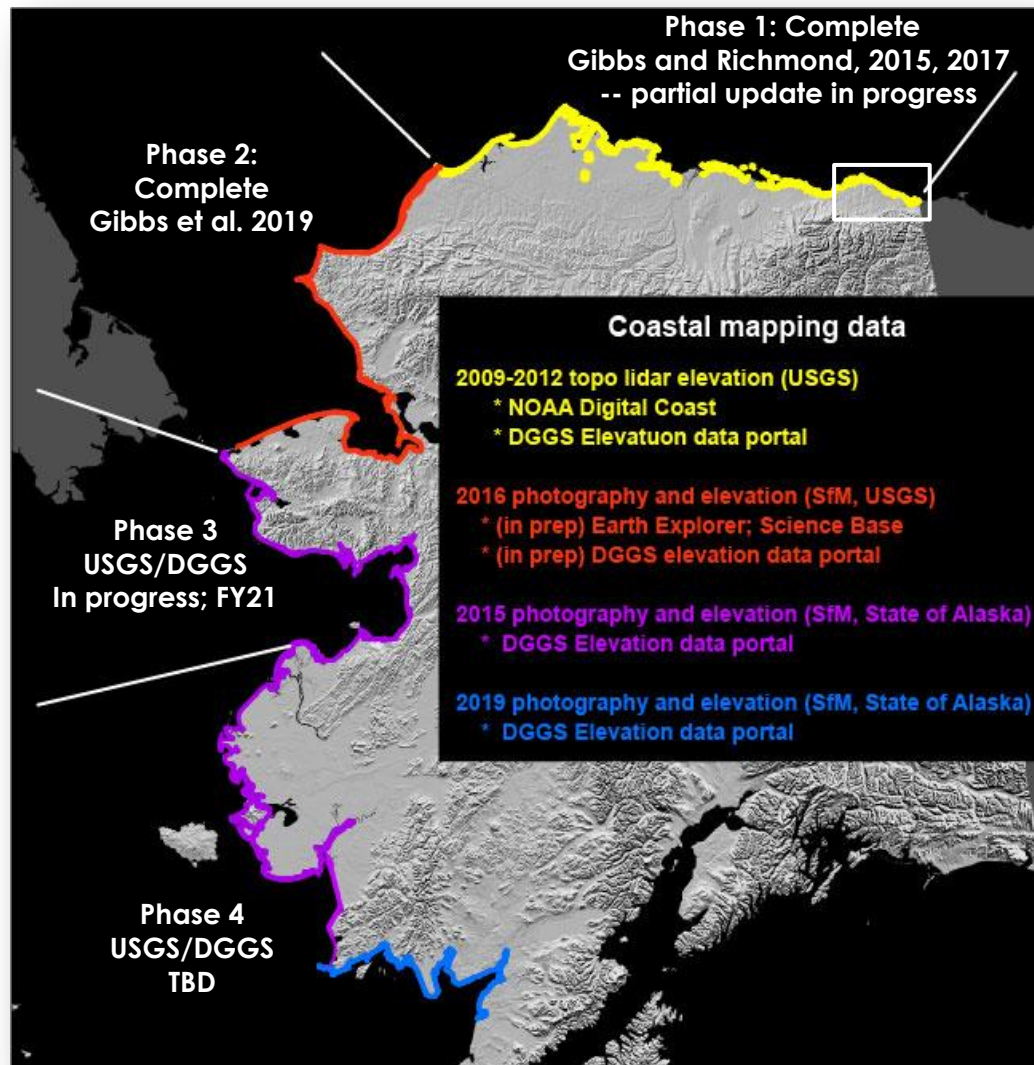 Phase 1: Complete
Gibbs and Richmond, 2015, 2017
-- partial update in progress
Phase 2:
Complete
Gibbs et al. 2019
Coastal mapping data
2009-2012 topo lidar elevation (USGS)
* NOAA Digital Coast
* DGGS Elevatuon data portal
2016 photography and elevation (SfM, USGS)
* (in prep) Earth Explorer; Science Base
* (in prep) DGGS elevation data portal
2015 photography and elevation (SfM, State of Alaska)
* DGGS Elevation data portal
2019 photography and elevation (SfM, State of Alaska)
* DGGS Elevation data portal
Phase 3
USGS/DGGS
In progress; FY21
Phase 4
USGS/DGGS
TBD